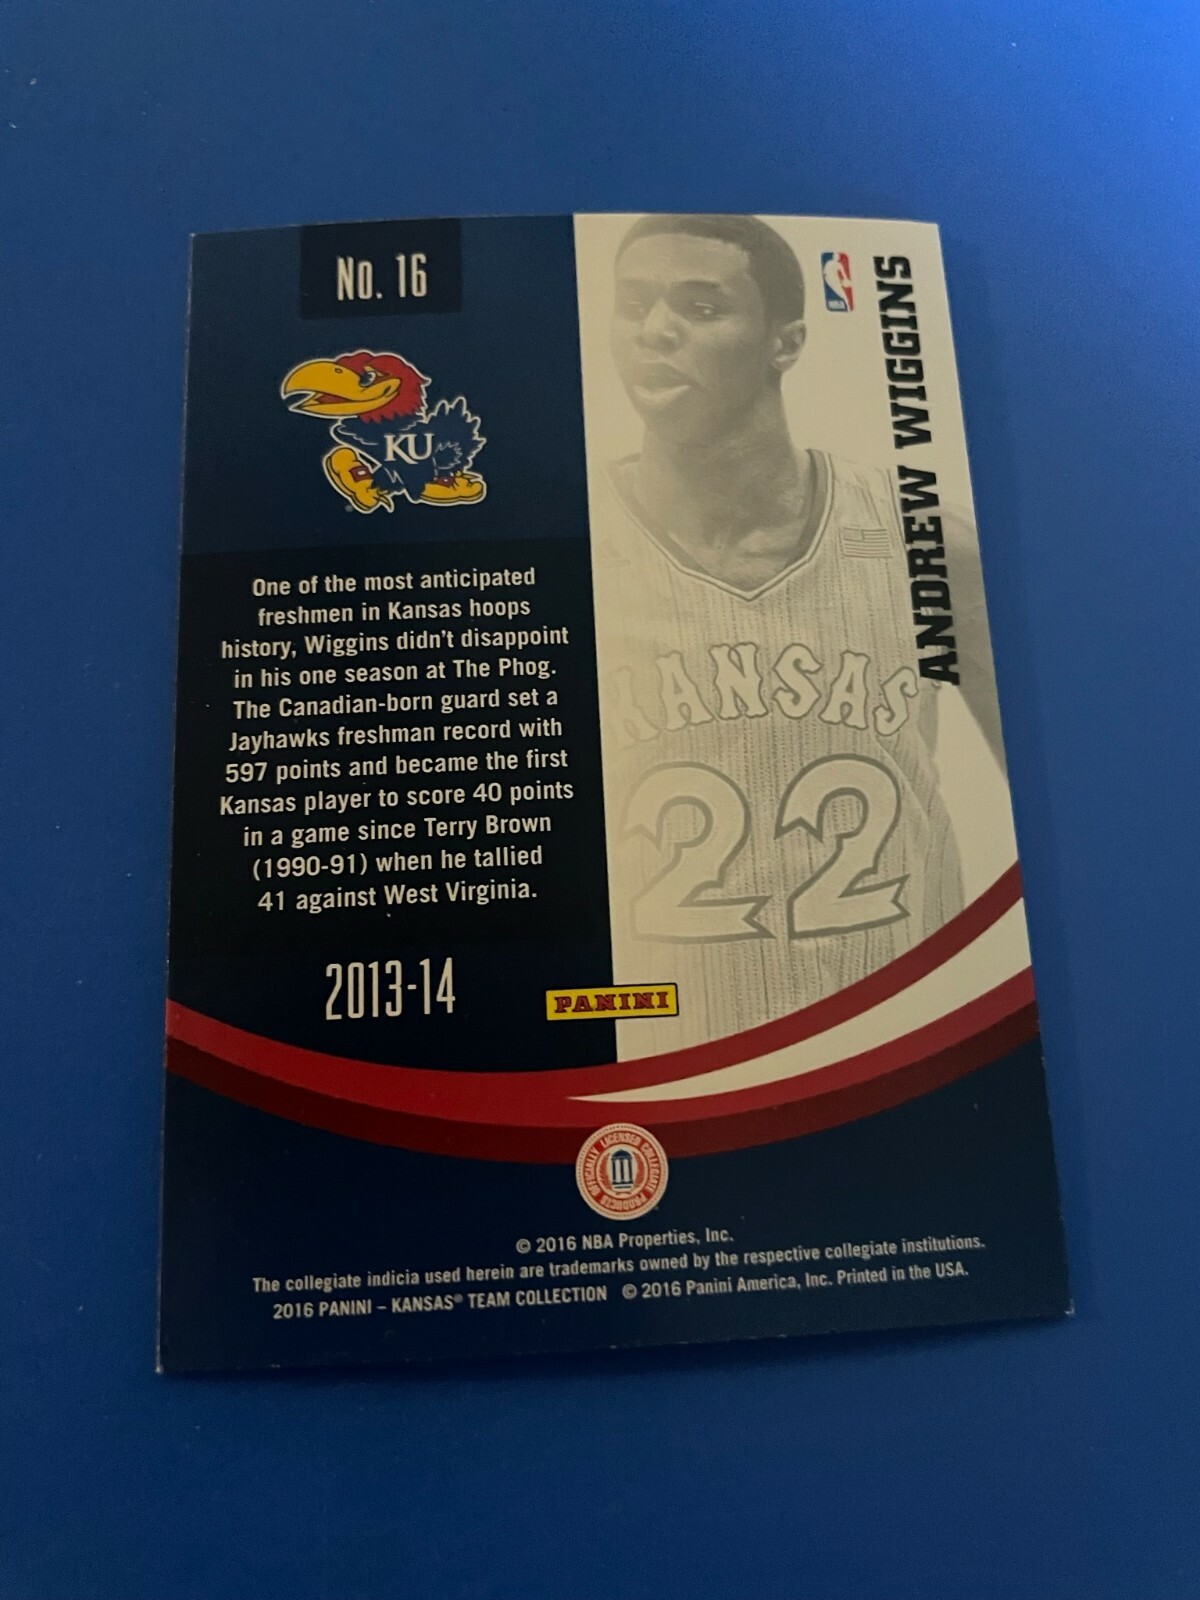 No. 16
KU
One of the most anticipated
freshmen in Kansas hoops
history, Wiggins didn't disappoint
in his one season at The Phog.
The Canadian-born guard set a
Jayhawks freshman record with
597 points and became the first
Kansas player to score 40 points
in a game since Terry Brown
(1990-91) when he tallied
41 against West Virginia.
2013-14
PANINI
NBA
ANDREW WIGGINS
KANSAS
22
OFFICIALLY LICENSED COLLEGIATE PRODUCTS
© 2016 NBA Properties, Inc.
The collegiate indicia used herein are trademarks owned by the respective collegiate institutions.
2016 PANINI – KANSAS® TEAM COLLECTION © 2016 Panini America, Inc. Printed in the USA.